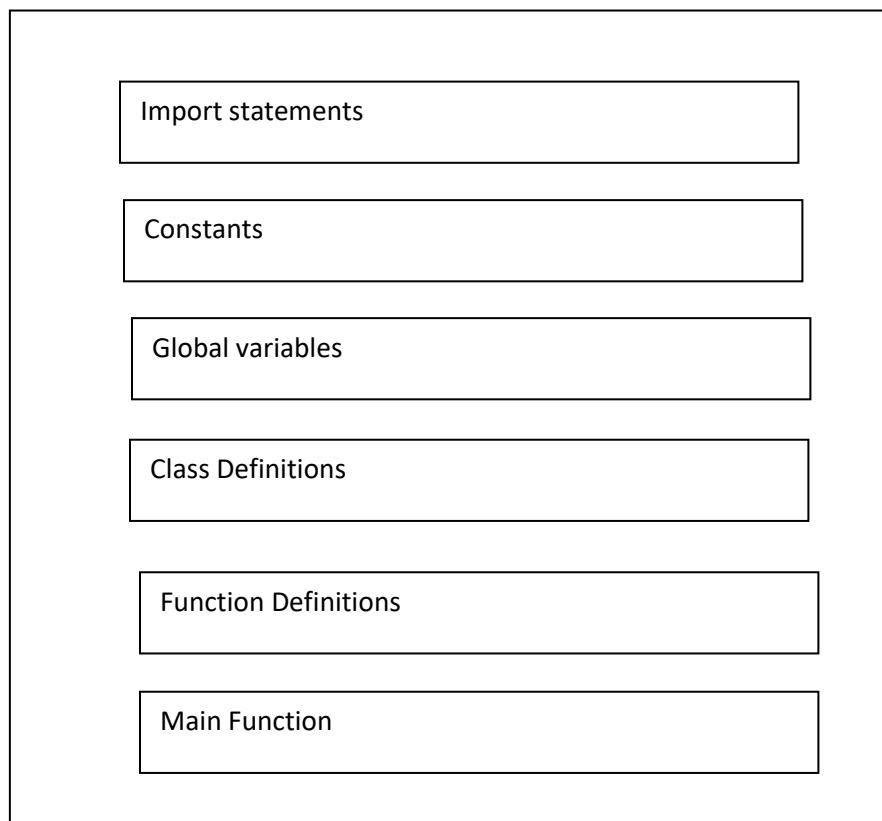 Import statements
Constants
Global variables
Class Definitions
Function Definitions
Main Function